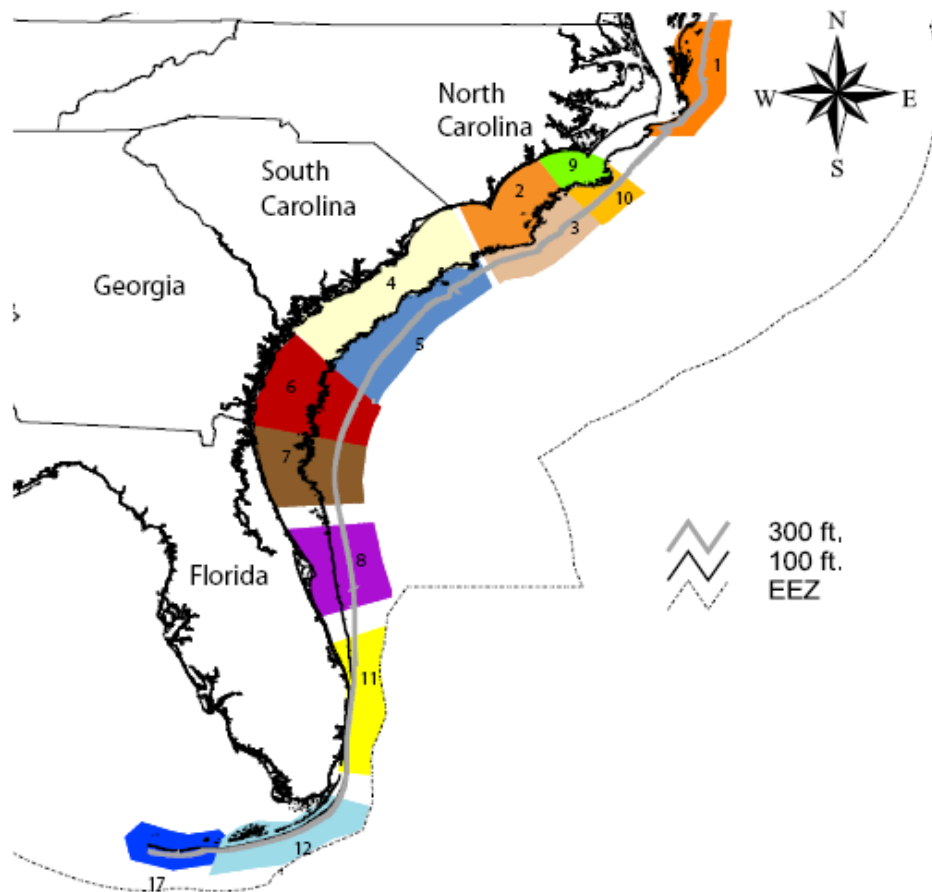 N
W
E
S
1
North
Carolina
9
South
Carolina
2
10
3
Georgia
4
5
6
7
300 ft,
100 ft.
EEZ
Florida
8
11
12
17